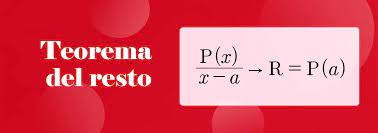 Teorema
del resto
P(x)
x − a → R = P(a)